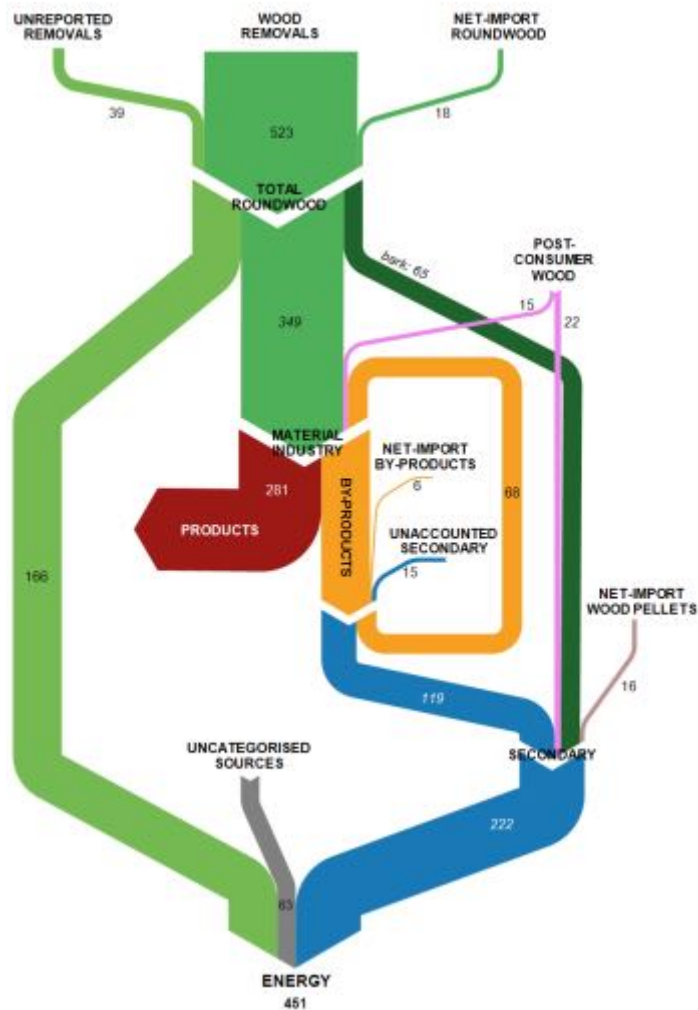 UNREPORTED
REMOVALS
WOOD
REMOVALS
NET-IMPORT
ROUNDWOOD
39
523
18
TOTAL
ROUNDWOOD
bark: 65
POST-
CONSUMER
WOOD
15
22
349
MATERIAL
INDUSTRY
NET-IMPORT
BY-PRODUCTS
6
281
68
PRODUCTS
BY-PRODUCTS
UNACCOUNTED
SECONDARY
15
166
NET-IMPORT
WOOD PELLETS
16
119
UNCATEGORISED
SOURCES
SECONDARY
222
63
ENERGY
451